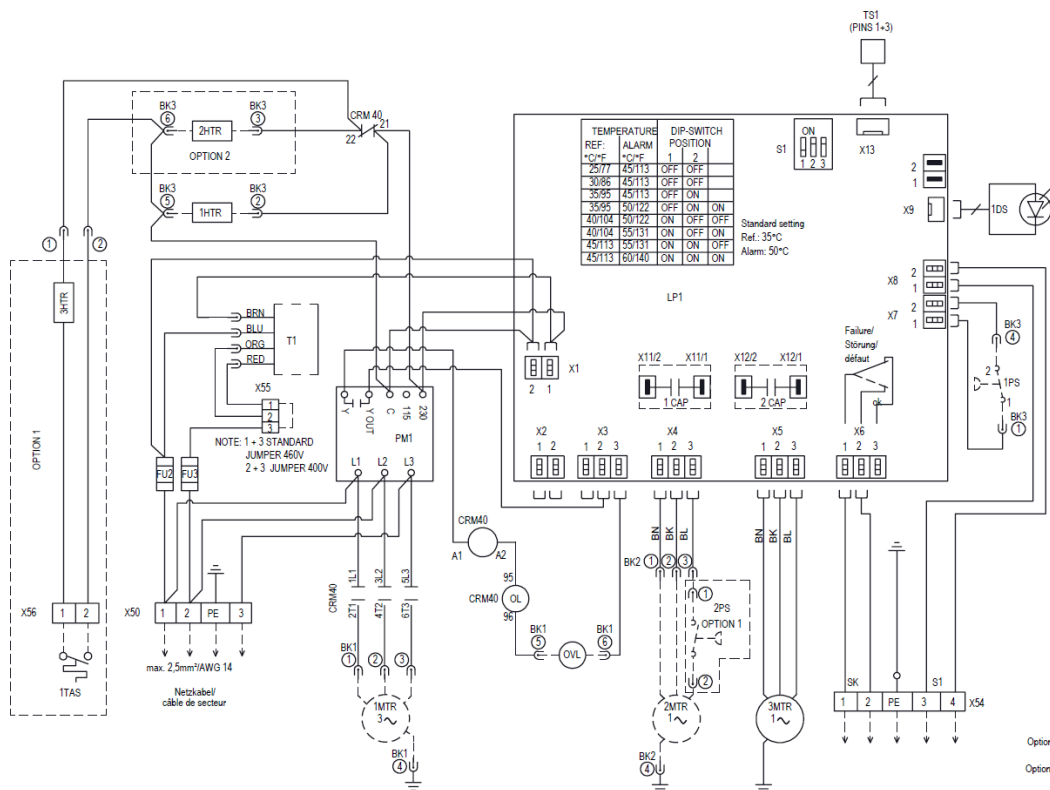 TS1
(PINS 1+3)
BK3
6
2HTR
BK3
3
OPTION 2
CRM 40
22
21
BK3
5
1HTR
BK3
2
1
2
OPTION 1
3HTR
X56
1
2
1TAS
BRN
BLU
ORG
RED
T1
X55
1
2
3
NOTE: 1 + 3 STANDARD
JUMPER 460V
2 + 3 JUMPER 400V
FU2
FU3
X50
1
2
PE
3
max. 2,5mm²/AWG 14
Netzkabel/
câble de secteur
Y
Y OUT
C
115
230
PM1
L1
L2
L3
CRM40
1L1
3L2
5L3
2T1
4T2
6T3
BK1
1
2
3
1MTR
3~
BK1
4
CRM40
A1
A2
95
CRM40
OL
96
BK1
5
OVL
BK1
6
TEMPERATURE DIP-SWITCH
POSITION
REF: ALARM
°C/°F °C/°F 1 2
25/77 45/113 OFF OFF
30/86 45/113 OFF OFF
35/95 45/113 OFF ON
35/95 50/122 OFF ON ON
40/104 50/122 ON OFF OFF
40/104 55/131 ON OFF ON
45/113 55/131 ON ON OFF
45/113 60/140 ON ON ON
Standard setting
Ref.: 35°C
Alarm: 50°C
S1
ON
1 2 3
X13
2
1
X9
1DS
LP1
X8
2
1
X7
2
1
BK3
4
2
1PS
1
BK3
1
Failure/
Störung/
défaut
ok
X1
2 1
X11/2
X11/1
1 CAP
X12/2
X12/1
2 CAP
X2
1 2
X3
1 2 3
X4
1 2 3
X5
1 2 3
X6
1 2 3
BN
BK
BL
BK2
1
2
3
1
2PS
OPTION 1
2
2MTR
1~
BK2
4
BN
BK
BL
3MTR
1~
SK
S1
1
2
PE
3
4
X54
Option
Option